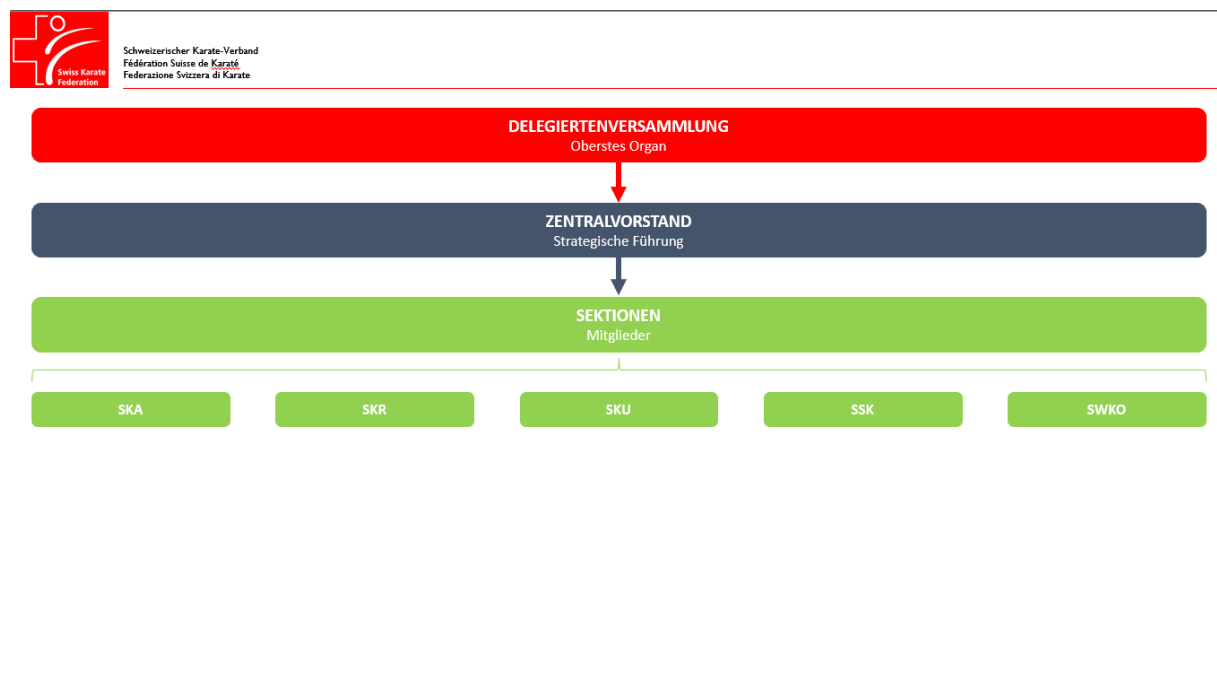 Swiss Karate
Federation
Schweizerischer Karate-Verband
Fédération Suisse de Karaté
Federazione Svizzera di Karate
DELEGIERTENVERSAMMLUNG
Oberstes Organ
ZENTRALVORSTAND
Strategische Führung
SEKTIONEN
Mitglieder
SKA
SKR
SKU
SSK
SWKO